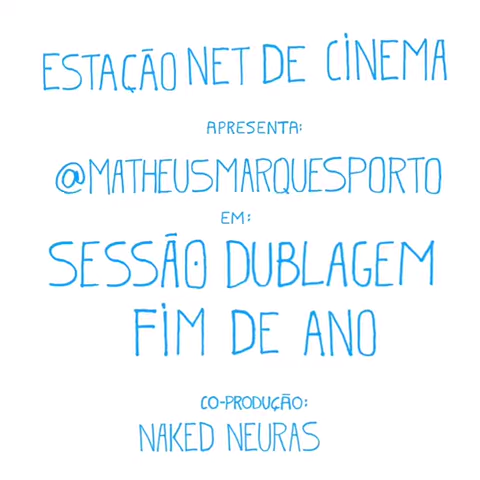 ESTAÇÃO NET DE CINEMA
APRESENTA:
@MATHEUSMARQUESPORTO
EM:
SESSÃO DUBLAGEM
FIM DE ANO
CO-PRODUÇÃO:
NAKED NEURAS